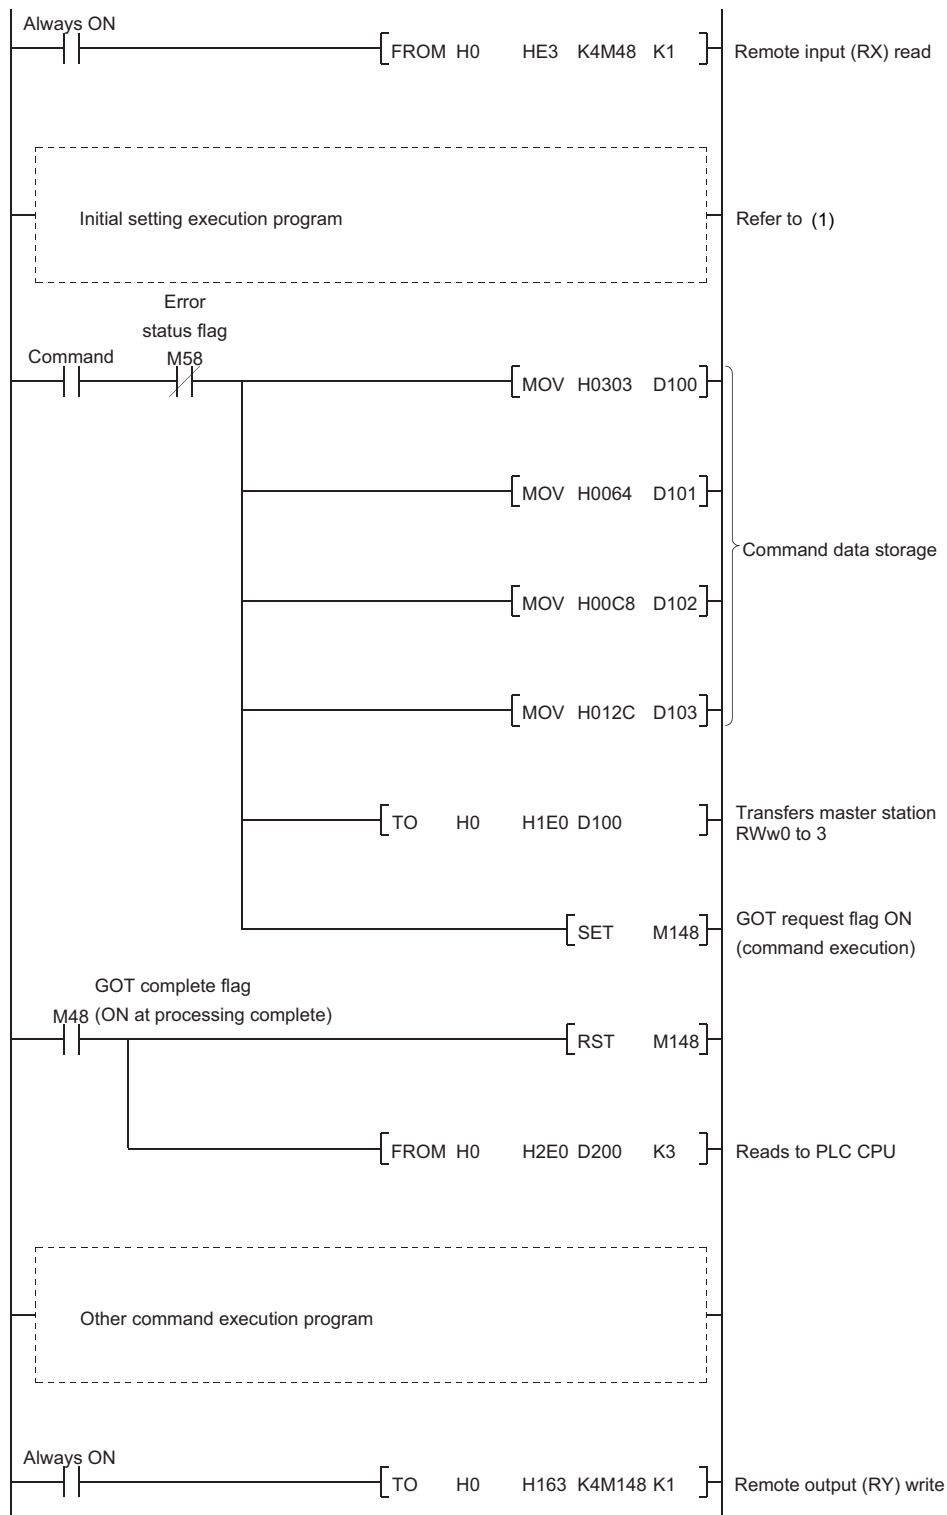 Always ON
FROM H0 HE3 K4M48 K1 Remote input (RX) read
Initial setting execution program Refer to (1)
Error
status flag
Command M58
MOV H0303 D100
MOV H0064 D101
Command data storage
MOV H00C8 D102
MOV H012C D103
TO H0 H1E0 D100 Transfers master station
RWw0 to 3
SET M148 GOT request flag ON
(command execution)
GOT complete flag
M48 (ON at processing complete)
RST M148
FROM H0 H2E0 D200 K3 Reads to PLC CPU
Other command execution program
Always ON
TO H0 H163 K4M148 K1 Remote output (RY) write